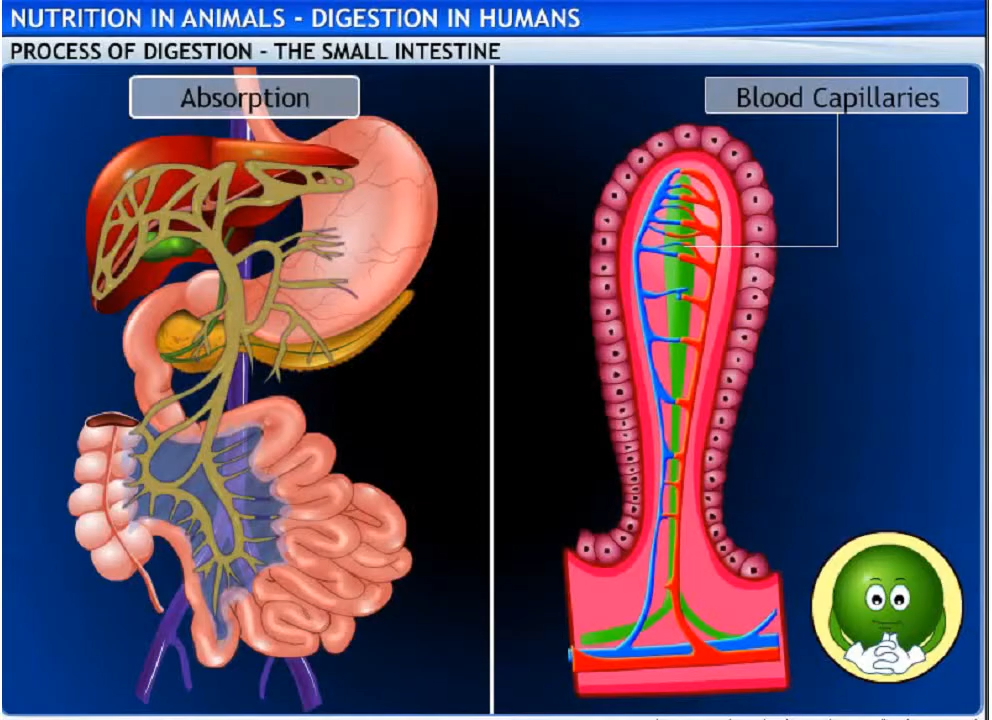 NUTRITION IN ANIMALS - DIGESTION IN HUMANS
PROCESS OF DIGESTION - THE SMALL INTESTINE
Absorption
Blood Capillaries